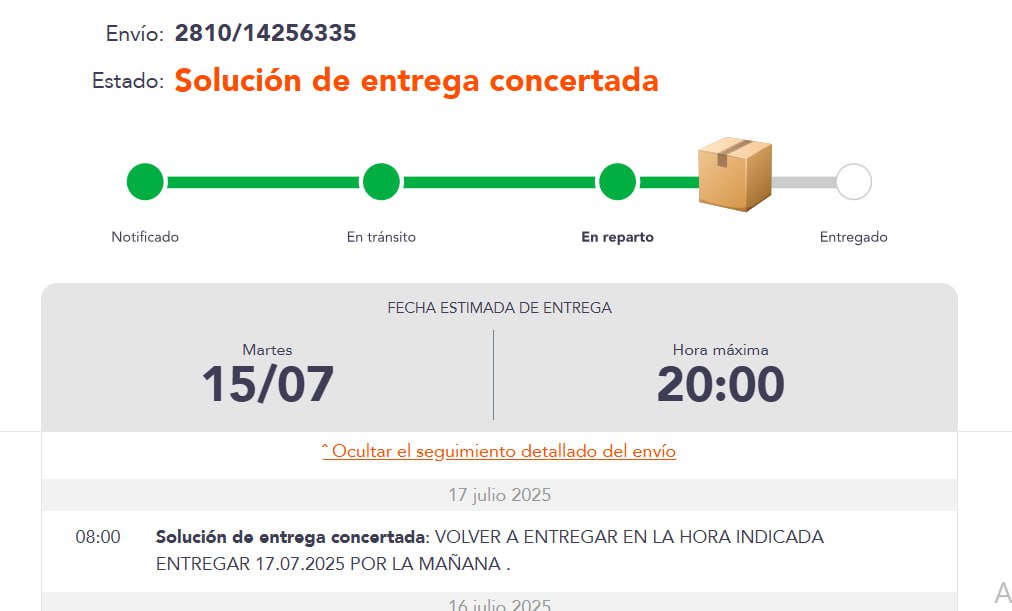 Envío: 2810/14256335
Estado: Solución de entrega concertada
Notificado En tránsito En reparto Entregado
FECHA ESTIMADA DE ENTREGA
Martes Hora máxima
15/07 20:00
^ Ocultar el seguimiento detallado del envío
17 julio 2025
08:00 Solución de entrega concertada: VOLVER A ENTREGAR EN LA HORA INDICADA
ENTREGAR 17.07.2025 POR LA MAÑANA .
A
16 julio 2025